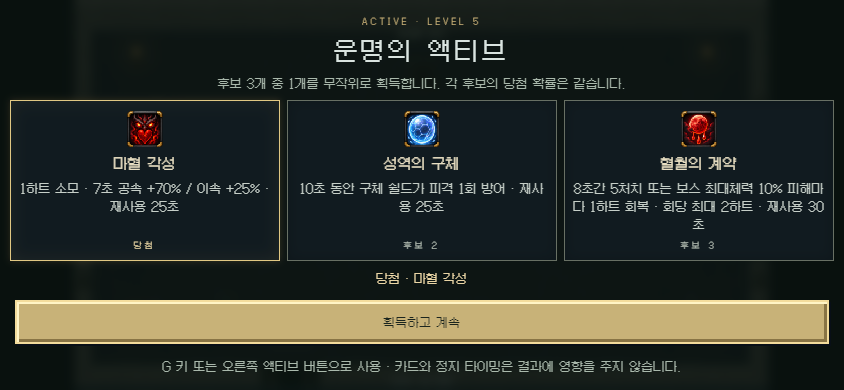 ACTIVE · LEVEL 5
운명의 액티브
후보 3개 중 1개를 무작위로 획득합니다. 각 후보의 당첨 확률은 같습니다.
마혈 각성
1하트 소모 · 7초 공속 +70% / 이속 +25% ·
재사용 25초
당첨
성역의 구체
10초 동안 구체 쉴드가 피격 1회 방어 · 재사
용 25초
후보 2
혈월의 계약
8초간 5처치 또는 보스 최대체력 10% 피해마
다 1하트 회복 · 회당 최대 2하트 · 재사용 30
초
후보 3
당첨 · 마혈 각성
획득하고 계속
G 키 또는 오른쪽 액티브 버튼으로 사용 · 카드와 정지 타이밍은 결과에 영향을 주지 않습니다.